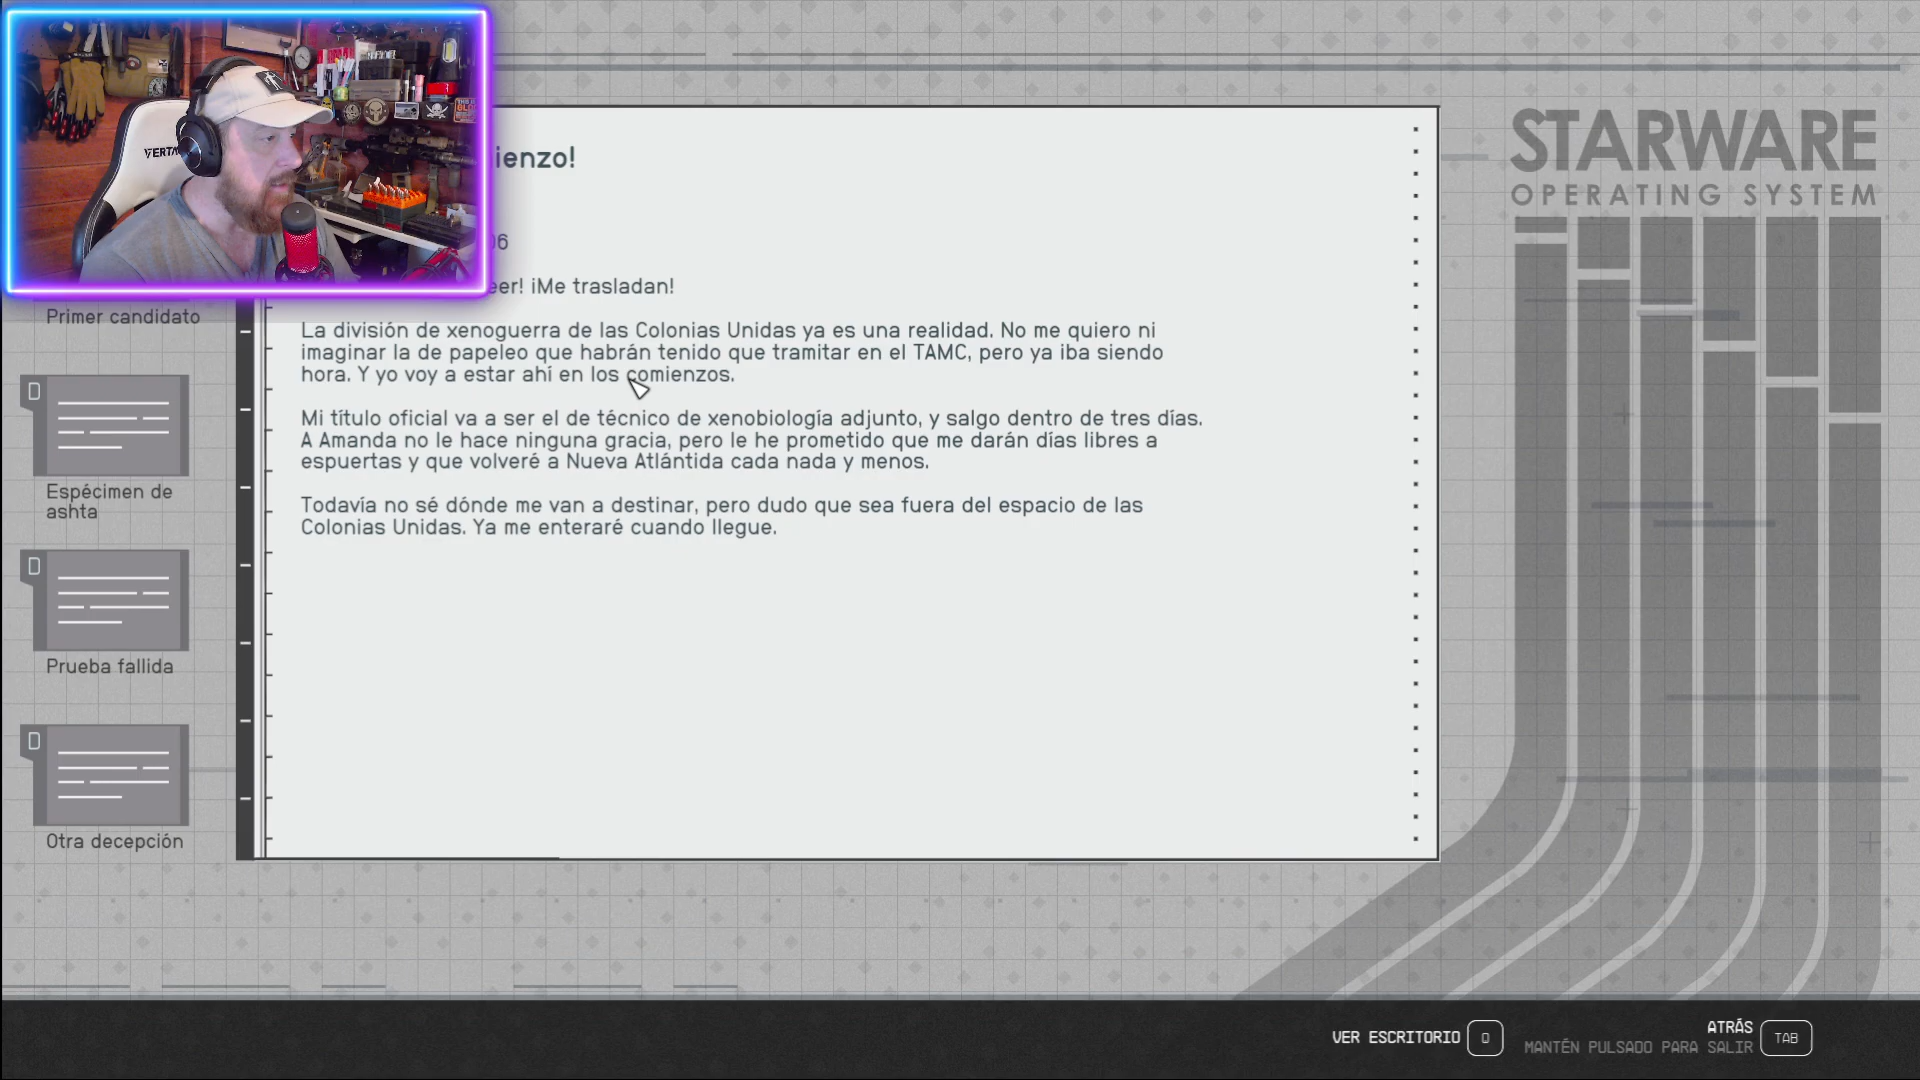 STARWARE
OPERATING SYSTEM
ienzo!
06
eer! ¡Me trasladan!
La división de xenoguerra de las Colonias Unidas ya es una realidad. No me quiero ni
imaginar la de papeleo que habrán tenido que tramitar en el TAMC, pero ya iba siendo
hora. Y yo voy a estar ahí en los comienzos.
Mi título oficial va a ser el de técnico de xenobiología adjunto, y salgo dentro de tres días.
A Amanda no le hace ninguna gracia, pero le he prometido que me darán días libres a
espuertas y que volveré a Nueva Atlántida cada nada y menos.
Todavía no sé dónde me van a destinar, pero dudo que sea fuera del espacio de las
Colonias Unidas. Ya me enteraré cuando llegue.
Primer candidato
Espécimen de
ashta
Prueba fallida
Otra decepción
VER ESCRITORIO Q
ATRÁS TAB
MANTÉN PULSADO PARA SALIR